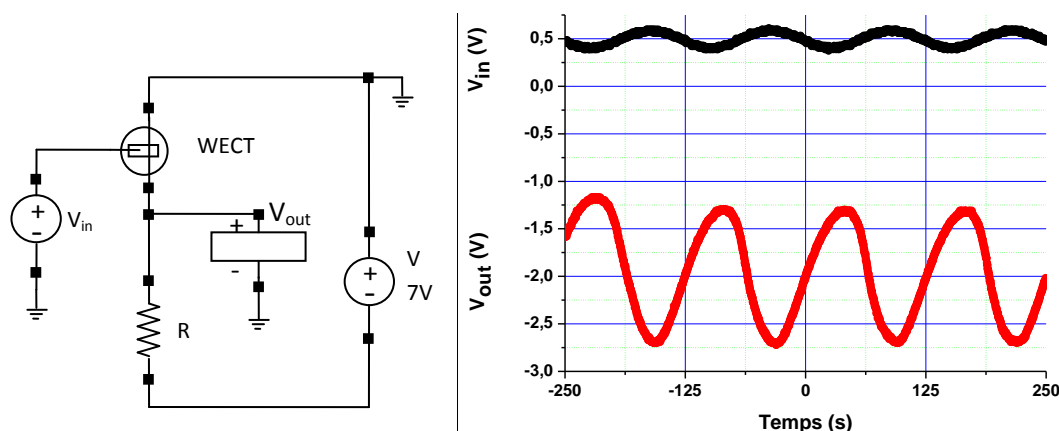 WECT
+
-
V_in
V_out
+
-
R
+
-
V
7V
V_in (V)
V_out (V)
0,5
0,0
-0,5
-1,0
-1,5
-2,0
-2,5
-3,0
-250
-125
0
125
250
Temps (s)